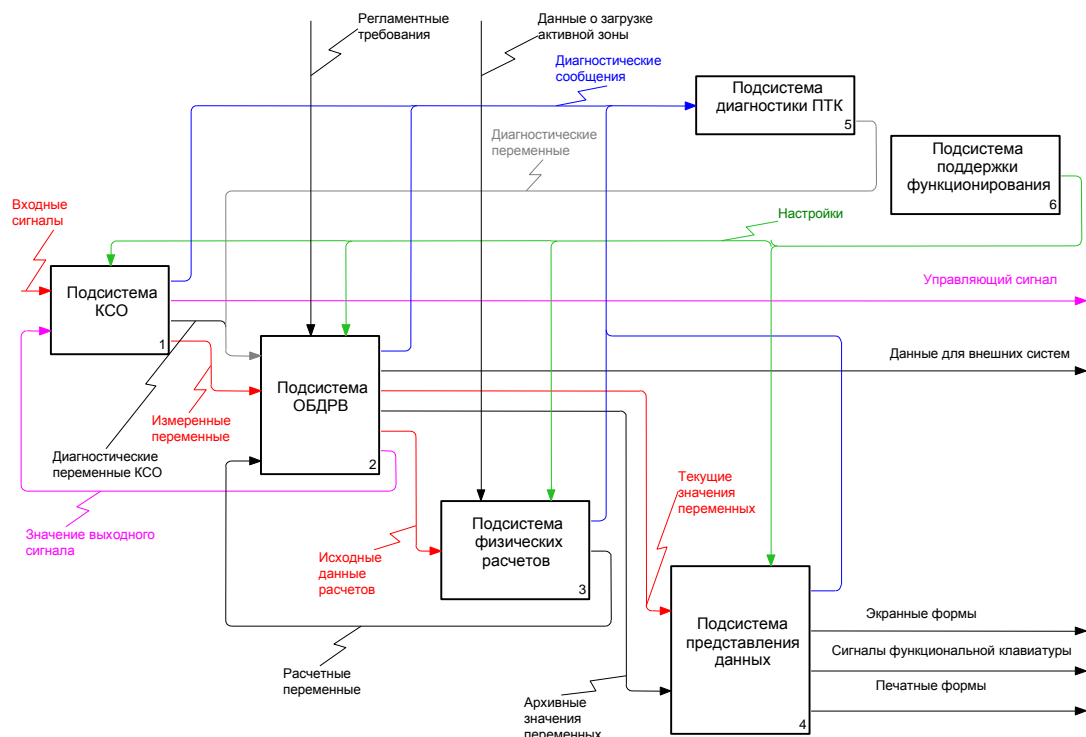 Регламентные
требования
Данные о загрузке
активной зоны
Диагностические
сообщения
Подсистема
диагностики ПТК
5
Диагностические
переменные
Подсистема
поддержки
функционирования
6
Входные
сигналы
Настройки
Подсистема
КСО
1
Управляющий сигнал
Данные для внешних систем
Подсистема
ОБДРВ
2
Измеренные
переменные
Диагностические
переменные КСО
Значение выходного
сигнала
Текущие
значения
переменных
Подсистема
физических
расчетов
3
Исходные
данные
расчетов
Расчетные
переменные
Подсистема
представления
данных
4
Экранные формы
Сигналы функциональной клавиатуры
Печатные формы
Архивные
значения
переменных